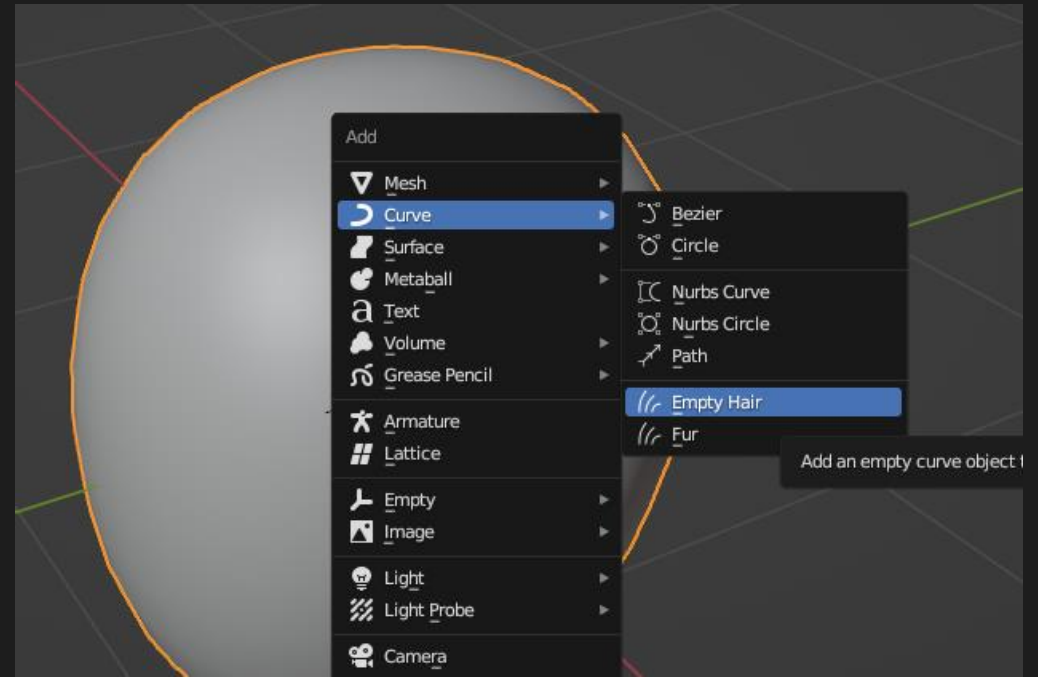 Add
Mesh
Curve
Surface
Metaball
Text
Volume
Grease Pencil
Armature
Lattice
Empty
Image
Light
Light Probe
Camera
Bezier
Circle
Nurbs Curve
Nurbs Circle
Path
Empty Hair
Fur
Add an empty curve object